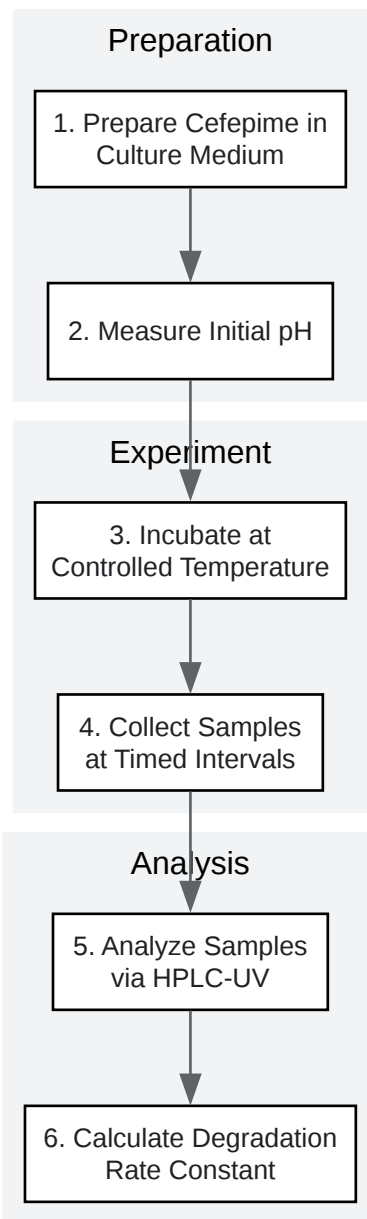 Preparation
1. Prepare Cefepime in
Culture Medium
2. Measure Initial pH
Experiment
3. Incubate at
Controlled Temperature
4. Collect Samples
at Timed Intervals
Analysis
5. Analyze Samples
via HPLC-UV
6. Calculate Degradation
Rate Constant